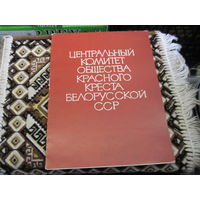 ЦЕНТРАЛЬНЫЙ
КОМИТЕТ
ОБЩЕСТВА
КРАСНОГО
КРЕСТА
БЕЛОРУССКОЙ
ССР